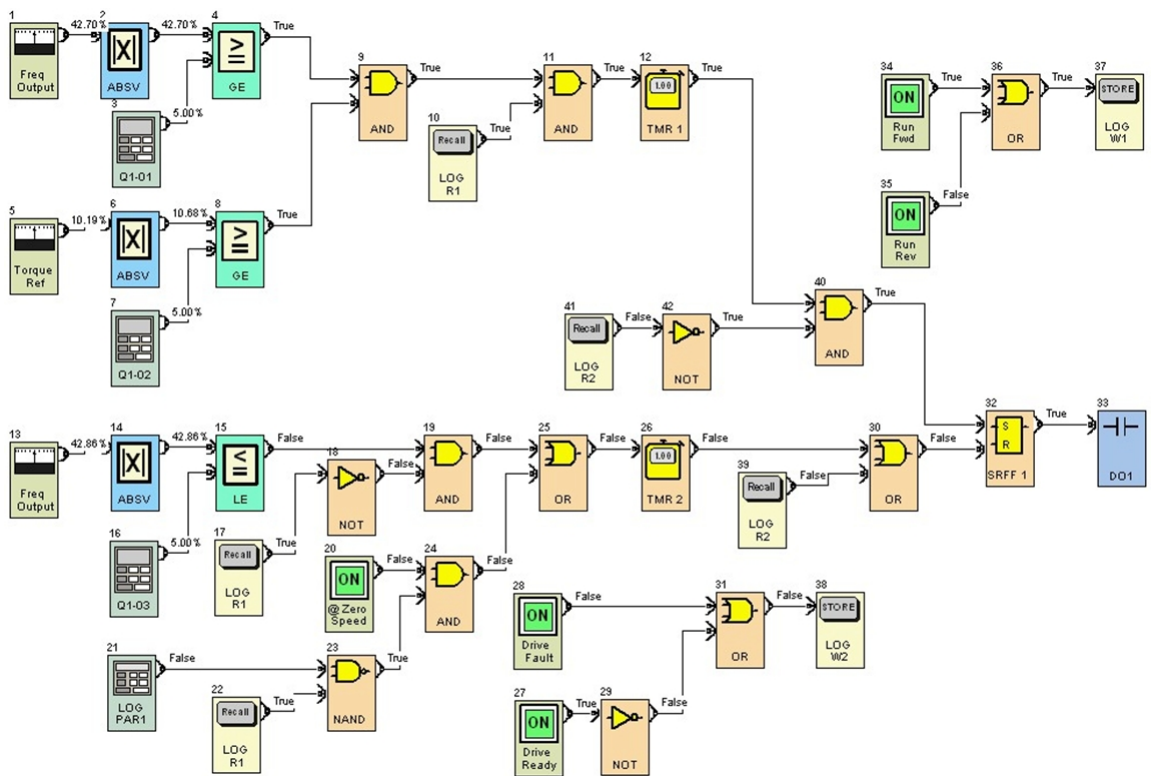 1
42.70%
2
42.70%
4
True
|X|
≥
Freq
Output
ABSV
GE
3
5.00%
Q1-01
9
True
AND
10
True
Recall
LOG
R1
11
True
AND
12
True
1.00
TMR 1
34
True
ON
Run
Fwd
35
False
ON
Run
Rev
36
True
OR
37
STORE
LOG
W1
5
10.19%
6
10.68%
8
True
|X|
≥
Torque
Ref
ABSV
GE
7
5.00%
Q1-02
41
False
Recall
LOG
R2
42
True
NOT
40
True
AND
13
42.86%
14
42.86%
15
False
|X|
≤
Freq
Output
ABSV
LE
16
5.00%
Q1-03
17
True
Recall
LOG
R1
18
False
NOT
19
False
AND
25
False
OR
26
False
1.00
TMR 2
39
False
Recall
LOG
R2
30
False
OR
32
True
S
R
SRFF 1
33
DO1
20
False
ON
@ Zero
Speed
24
False
AND
21
False
LOG
PAR1
22
True
Recall
LOG
R1
23
True
NAND
28
False
ON
Drive
Fault
27
True
ON
Drive
Ready
29
False
NOT
31
False
OR
38
STORE
LOG
W2